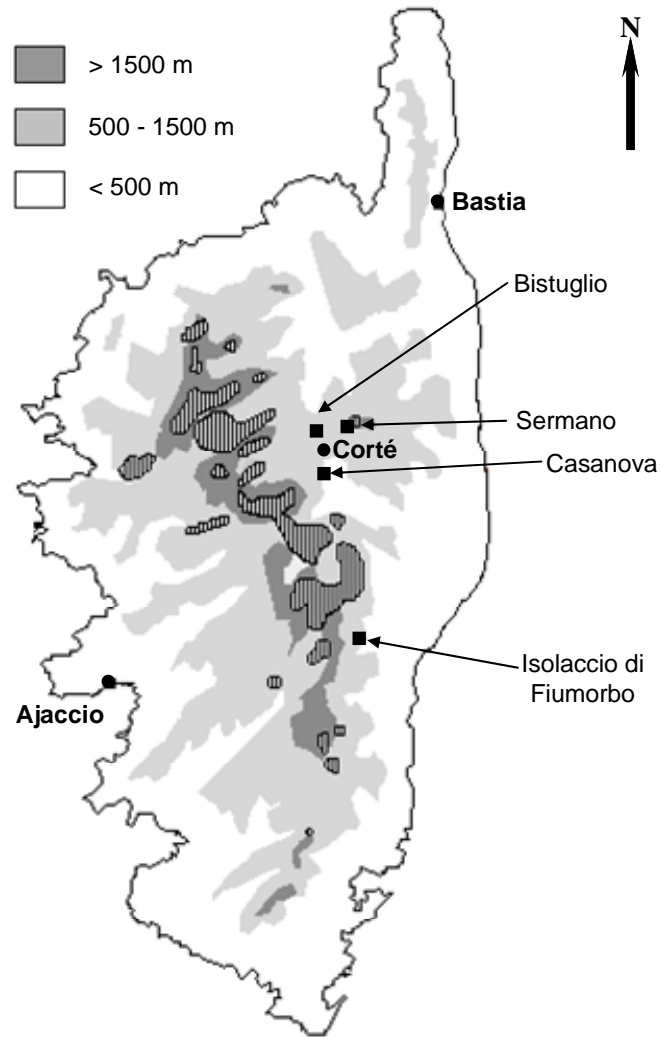 N
> 1500 m
500 - 1500 m
< 500 m
Bastia
Bistuglio
Sermano
Corté
Casanova
Isolaccio di
Fiumorbo
Ajaccio